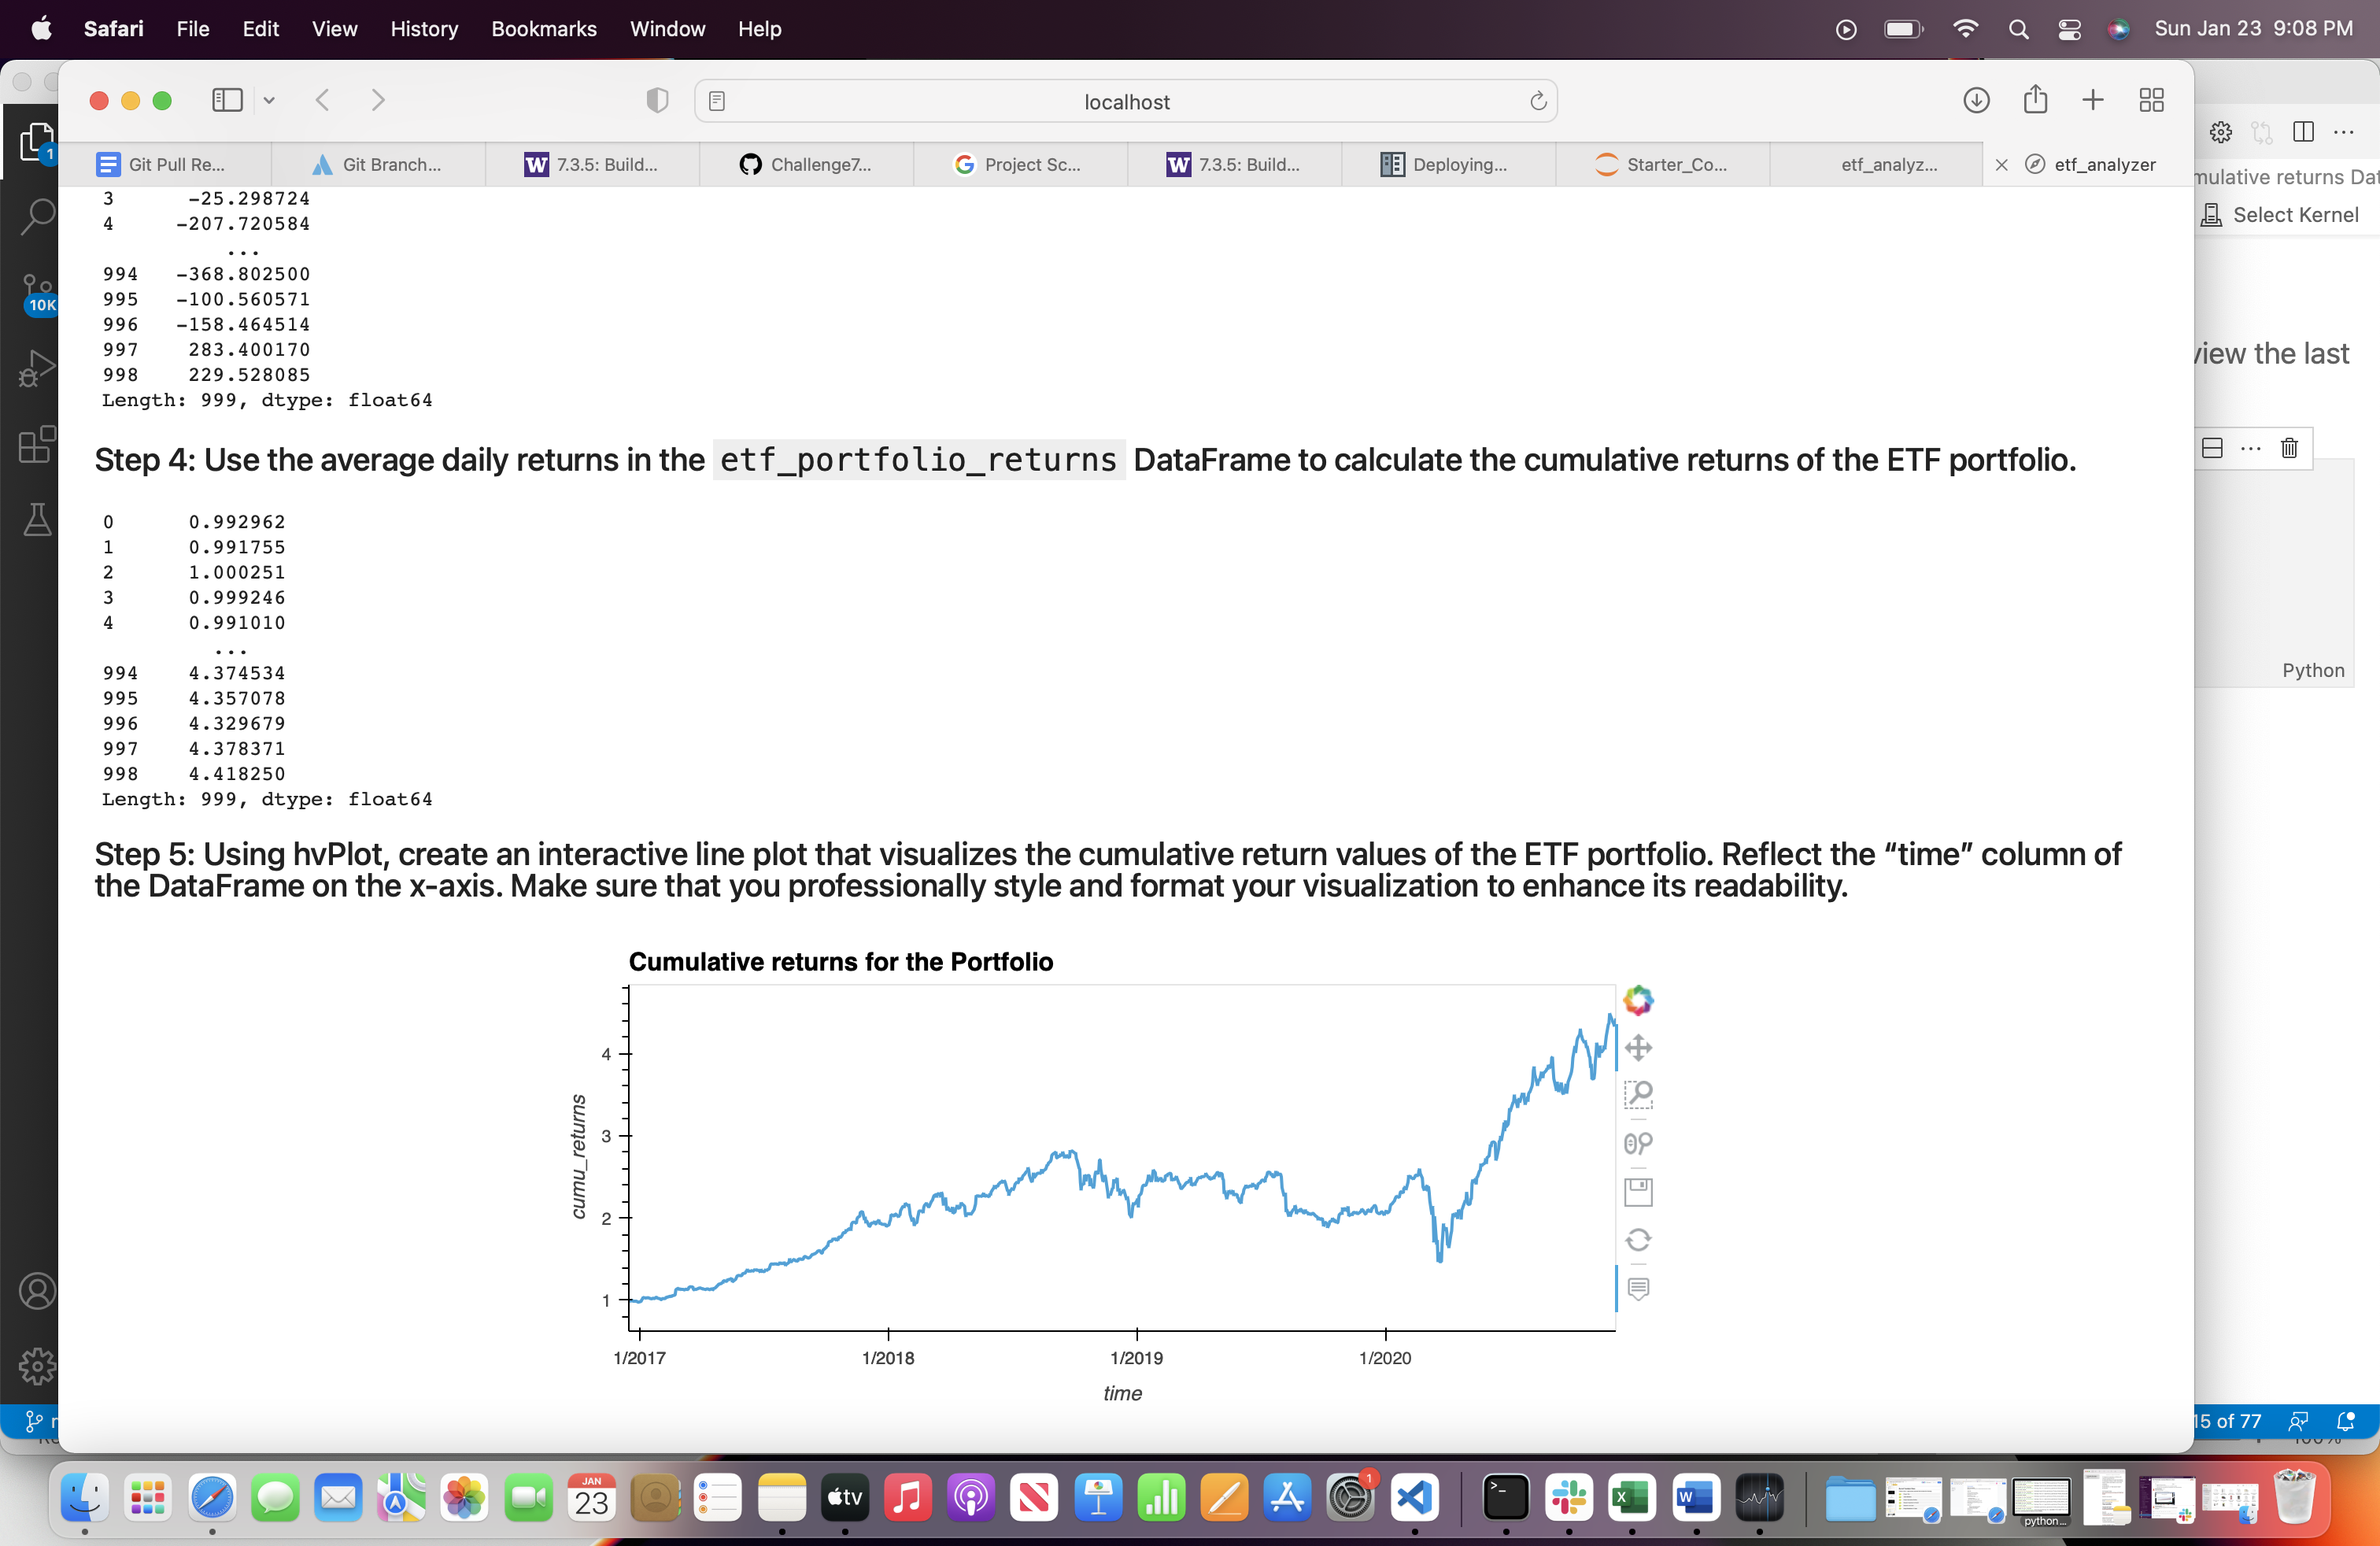 Safari File Edit View History Bookmarks Window Help Sun Jan 23 9:08 PM
localhost
Git Pull Re... Git Branch... 7.3.5: Build... Challenge7... Project Sc... 7.3.5: Build... Deploying... Starter_Co... etf_analyz... etf_analyzer
1
10K
mulative returns Dat
Select Kernel
view the last
Python
3 -25.298724
4 -207.720584
...
994 -368.802500
995 -100.560571
996 -158.464514
997 283.400170
998 229.528085
Length: 999, dtype: float64
Step 4: Use the average daily returns in the etf_portfolio_returns DataFrame to calculate the cumulative returns of the ETF portfolio.
0 0.992962
1 0.991755
2 1.000251
3 0.999246
4 0.991010
...
994 4.374534
995 4.357078
996 4.329679
997 4.378371
998 4.418250
Length: 999, dtype: float64
Step 5: Using hvPlot, create an interactive line plot that visualizes the cumulative return values of the ETF portfolio. Reflect the “time” column of
the DataFrame on the x-axis. Make sure that you professionally style and format your visualization to enhance its readability.
Cumulative returns for the Portfolio
cumu_returns
4
3
2
1
1/2017 1/2018 1/2019 1/2020
time
15 of 77
JAN
23
tv
1
X
W
python...